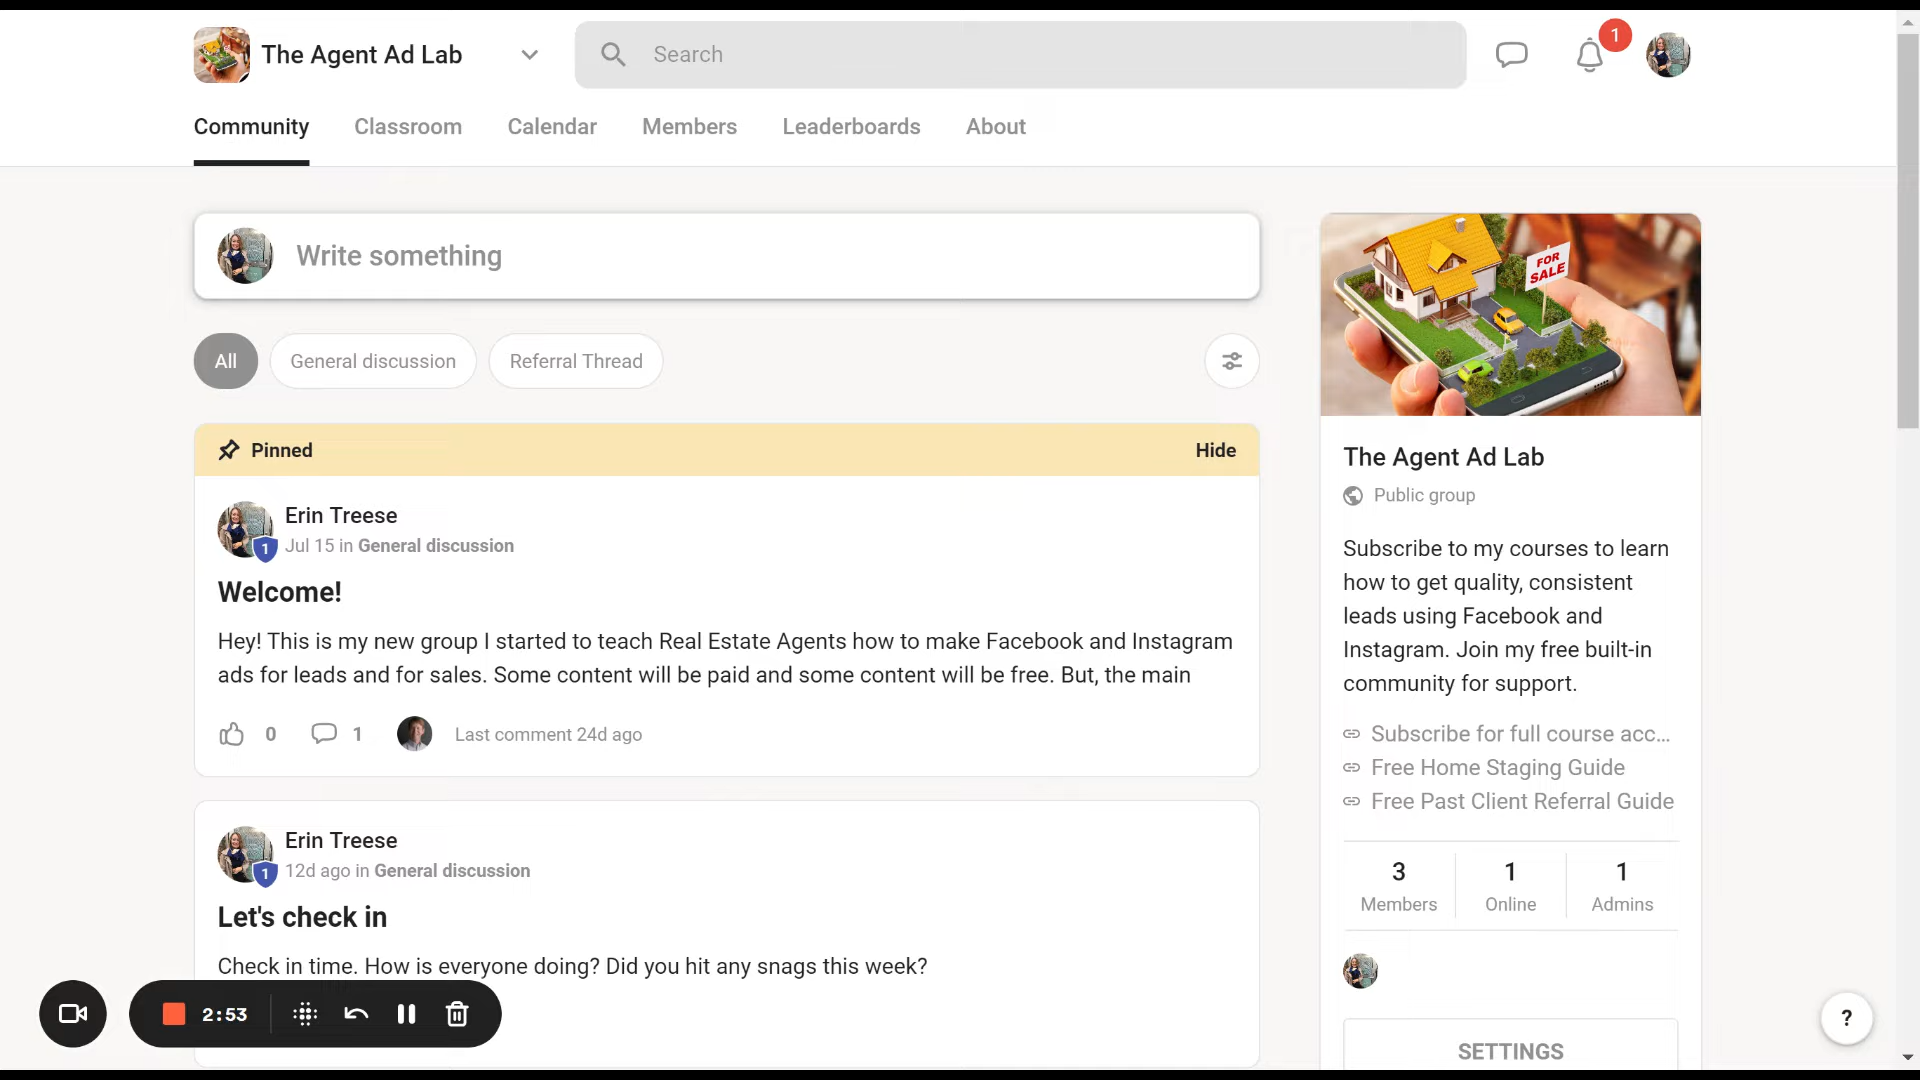 The Agent Ad Lab
Search
1
Community
Classroom
Calendar
Members
Leaderboards
About
Write something
All
General discussion
Referral Thread
Pinned
Hide
Erin Treese
1
Jul 15 in General discussion
Welcome!
Hey! This is my new group I started to teach Real Estate Agents how to make Facebook and Instagram
ads for leads and for sales. Some content will be paid and some content will be free. But, the main
0
1
Last comment 24d ago
Erin Treese
1
12d ago in General discussion
Let's check in
Check in time. How is everyone doing? Did you hit any snags this week?
2:53
FOR
SALE
The Agent Ad Lab
Public group
Subscribe to my courses to learn
how to get quality, consistent
leads using Facebook and
Instagram. Join my free built-in
community for support.
Subscribe for full course acc...
Free Home Staging Guide
Free Past Client Referral Guide
3
Members
1
Online
1
Admins
SETTINGS
?